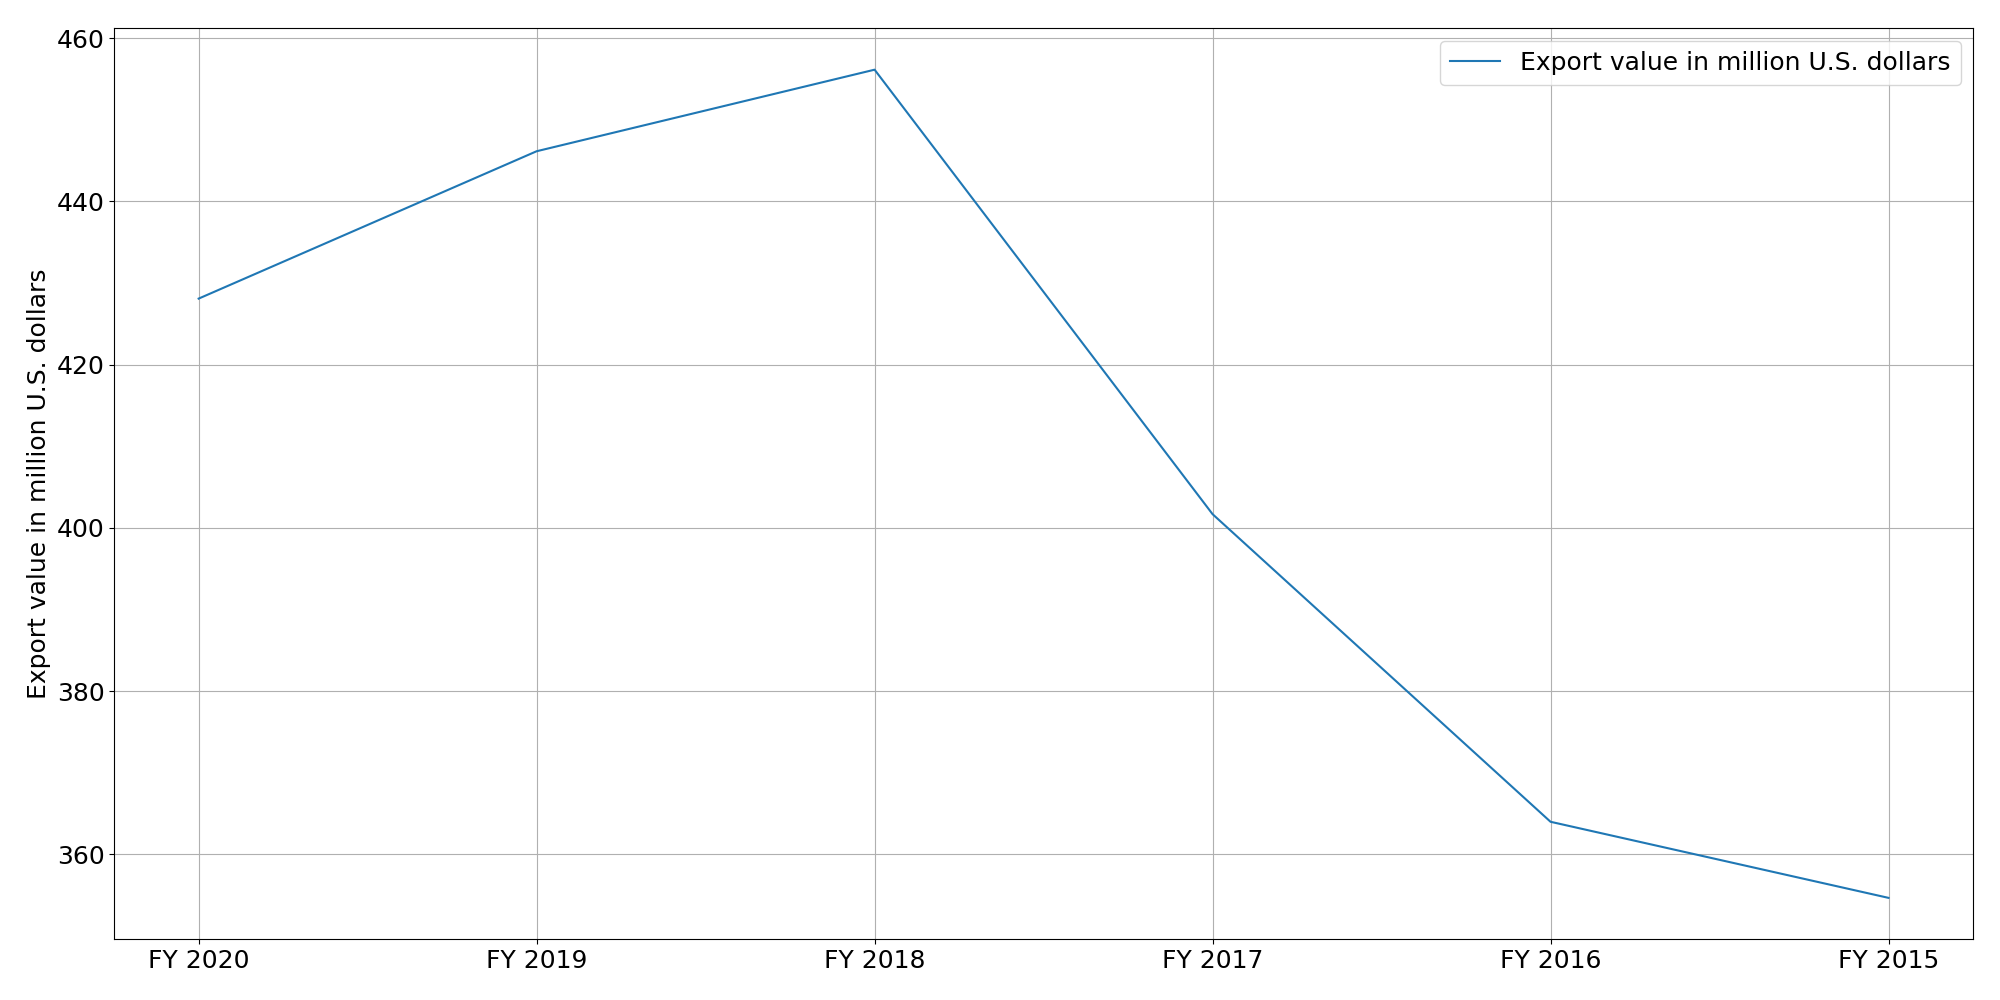 Export value in million U.S. dollars
Export value in million U.S. dollars
460
440
420
400
380
360
FY 2020
FY 2019
FY 2018
FY 2017
FY 2016
FY 2015